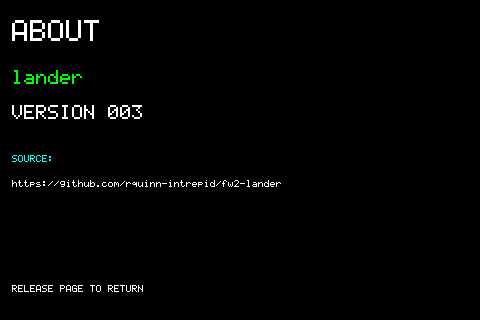 ABOUT
lander
VERSION 003
SOURCE:
https://github.com/rquinn-intrepid/fw2-lander
RELEASE PAGE TO RETURN